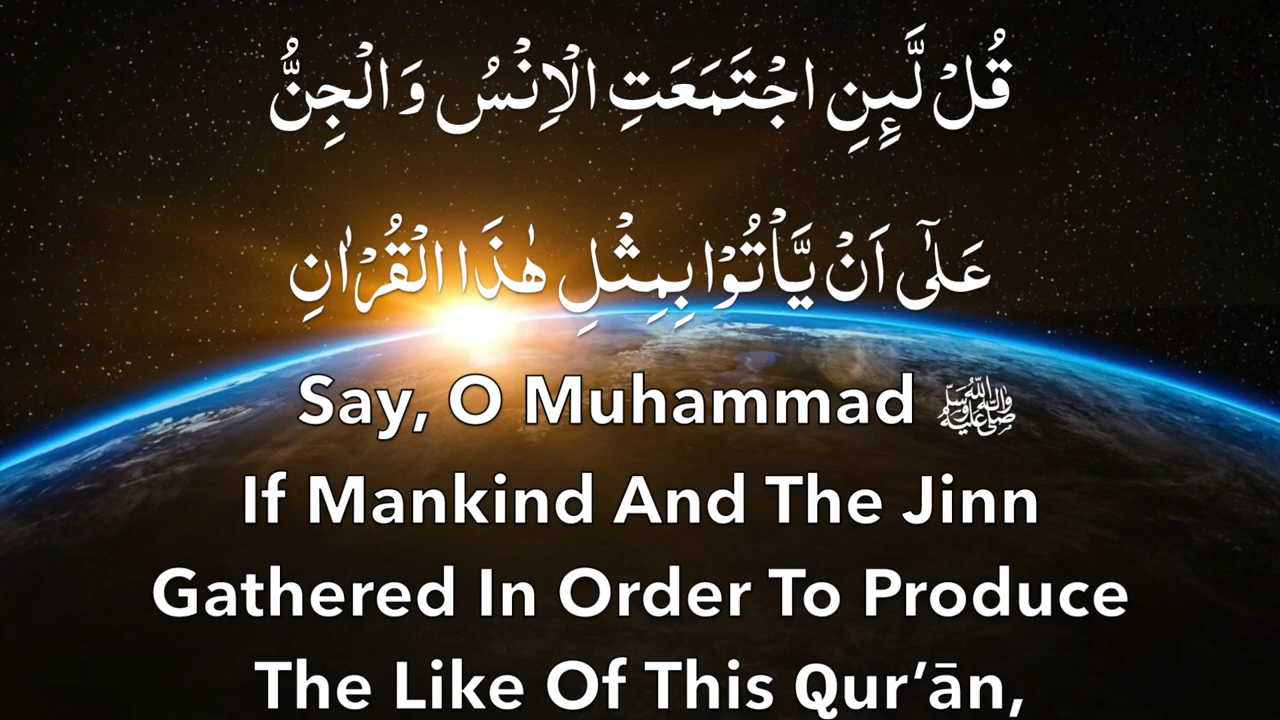 قُلْ لَّىِٕنِ اجْتَمَعَتِ الْاِنْسُ وَالْجِنُّ
عَلٰٓى اَنْ يَّاْتُوْا بِمِثْلِ هٰذَا الْقُرْاٰنِ
Say, O Muhammad ﷺ
If Mankind And The Jinn
Gathered In Order To Produce
The Like Of This Qur’ān,